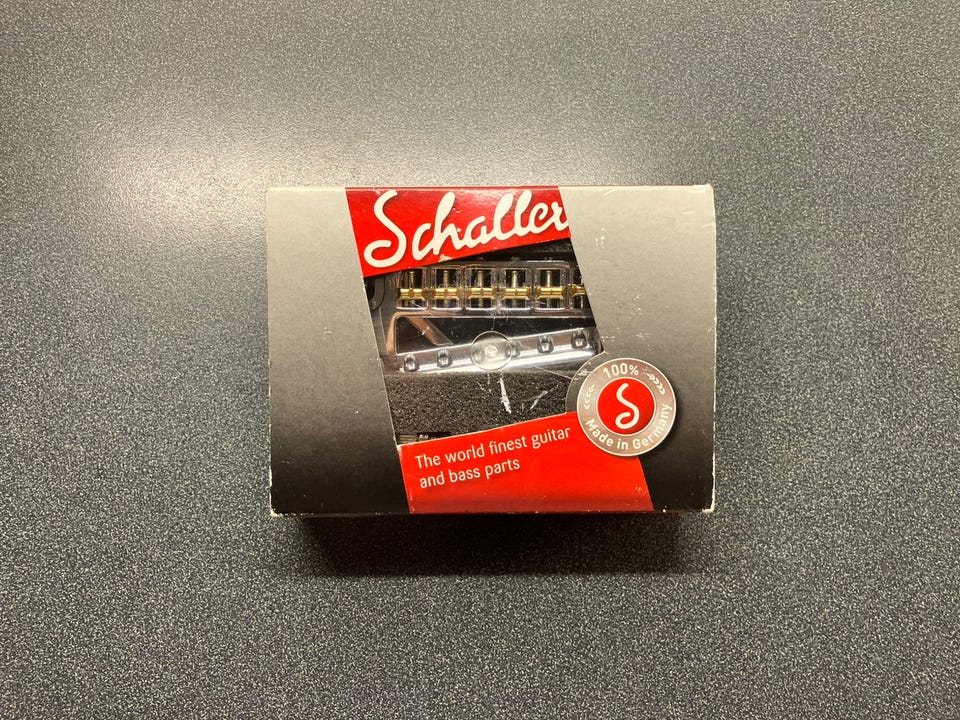 Schaller
100%
S
Made in Germany
The world finest guitar
and bass parts